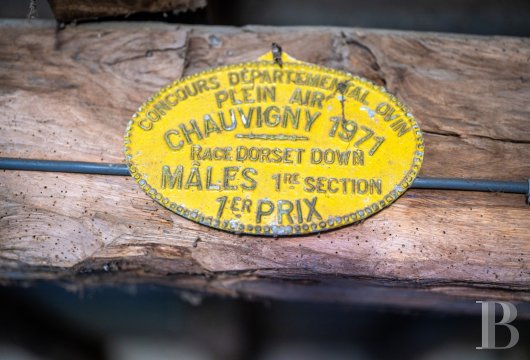 CONCOURS DÉPARTEMENTAL OVIN
PLEIN AIR
CHAUVIGNY 1971
RACE DORSET DOWN
MÂLES 1RE SECTION
1ER PRIX
B